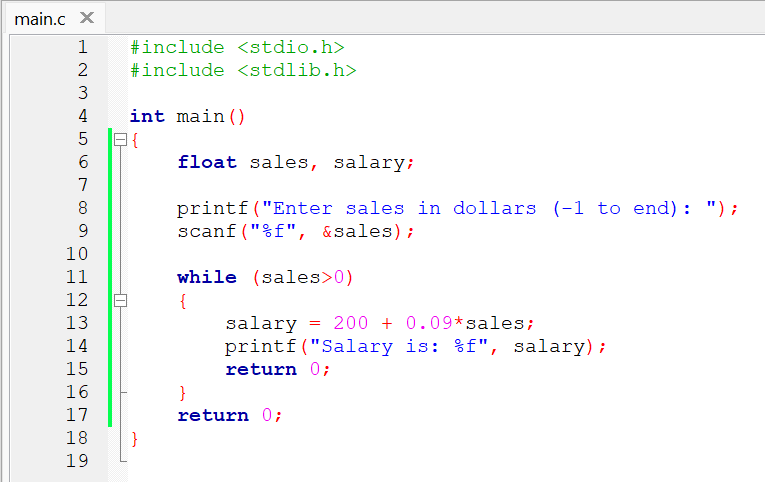 main.c ×
1 #include <stdio.h>
2 #include <stdlib.h>
3
4 int main()
5 {
6     float sales, salary;
7
8     printf("Enter sales in dollars (-1 to end): ");
9     scanf("%f", &sales);
10
11     while (sales>0)
12     {
13         salary = 200 + 0.09*sales;
14         printf("Salary is: %f", salary);
15         return 0;
16     }
17     return 0;
18 }
19